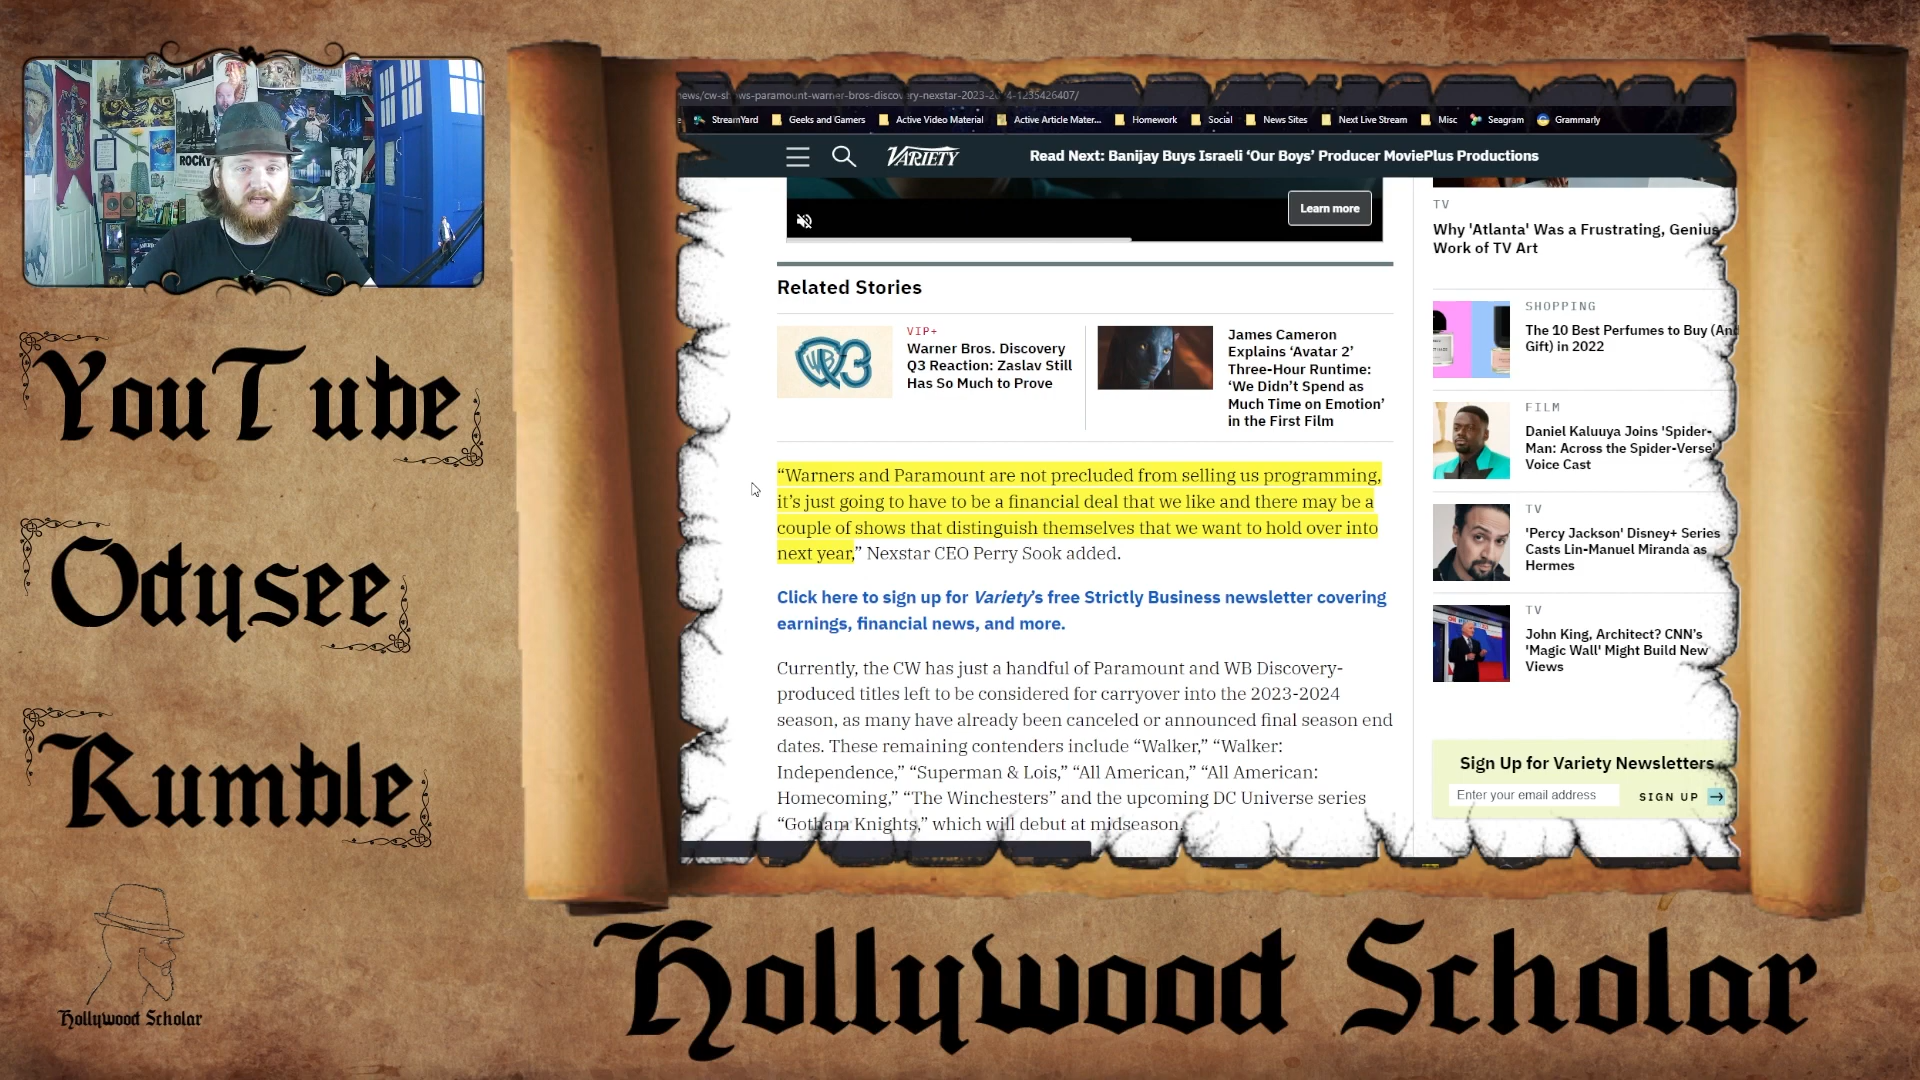 ROCKY
YouTube
Odysee
Rumble
Hollywood Scholar
news/cw-shows-paramount-warner-bros-discovery-nexstar-2023-2024-1235426407/
StreamYard
Geeks and Gamers
Active Video Material
Active Article Mater...
Homework
Social
News Sites
Next Live Stream
Misc
Seagram
Grammarly
VARIETY
Read Next: Banijay Buys Israeli ‘Our Boys’ Producer MoviePlus Productions
Learn more
Related Stories
WB
Q3
VIP+
Warner Bros. Discovery
Q3 Reaction: Zaslav Still
Has So Much to Prove
James Cameron
Explains ‘Avatar 2’
Three-Hour Runtime:
‘We Didn’t Spend as
Much Time on Emotion’
in the First Film
“Warners and Paramount are not precluded from selling us programming,
it’s just going to have to be a financial deal that we like and there may be a
couple of shows that distinguish themselves that we want to hold over into
next year,” Nexstar CEO Perry Sook added.
Click here to sign up for Variety’s free Strictly Business newsletter covering
earnings, financial news, and more.
Currently, the CW has just a handful of Paramount and WB Discovery-
produced titles left to be considered for carryover into the 2023-2024
season, as many have already been canceled or announced final season end
dates. These remaining contenders include “Walker,” “Walker:
Independence,” “Superman & Lois,” “All American,” “All American:
Homecoming,” “The Winchesters” and the upcoming DC Universe series
“Gotham Knights,” which will debut at midseason.
TV
Why 'Atlanta' Was a Frustrating, Genius
Work of TV Art
SHOPPING
The 10 Best Perfumes to Buy (And
Gift) in 2022
FILM
Daniel Kaluuya Joins 'Spider-
Man: Across the Spider-Verse'
Voice Cast
TV
'Percy Jackson' Disney+ Series
Casts Lin-Manuel Miranda as
Hermes
TV
John King, Architect? CNN’s
'Magic Wall' Might Build New
Views
Sign Up for Variety Newsletters
Enter your email address
SIGN UP
Hollywood Scholar